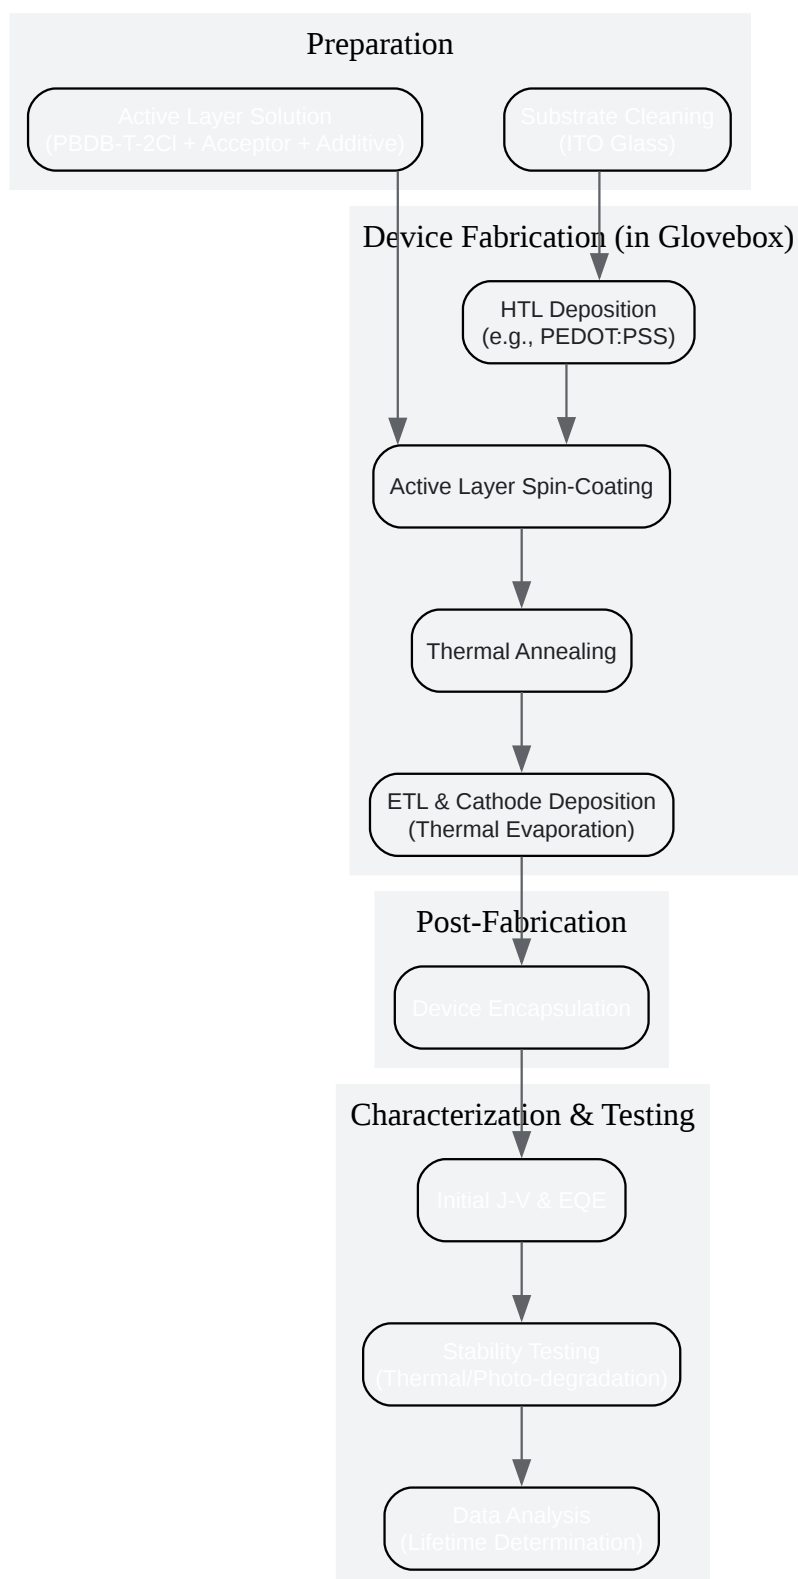 Preparation
Active Layer Solution
(PBDB-T-2Cl + Acceptor + Additive)
Substrate Cleaning
(ITO Glass)
Device Fabrication (in Glovebox)
HTL Deposition
(e.g., PEDOT:PSS)
Active Layer Spin-Coating
Thermal Annealing
ETL & Cathode Deposition
(Thermal Evaporation)
Post-Fabrication
Device Encapsulation
Characterization & Testing
Initial J-V & EQE
Stability Testing
(Thermal/Photo-degradation)
Data Analysis
(Lifetime Determination)